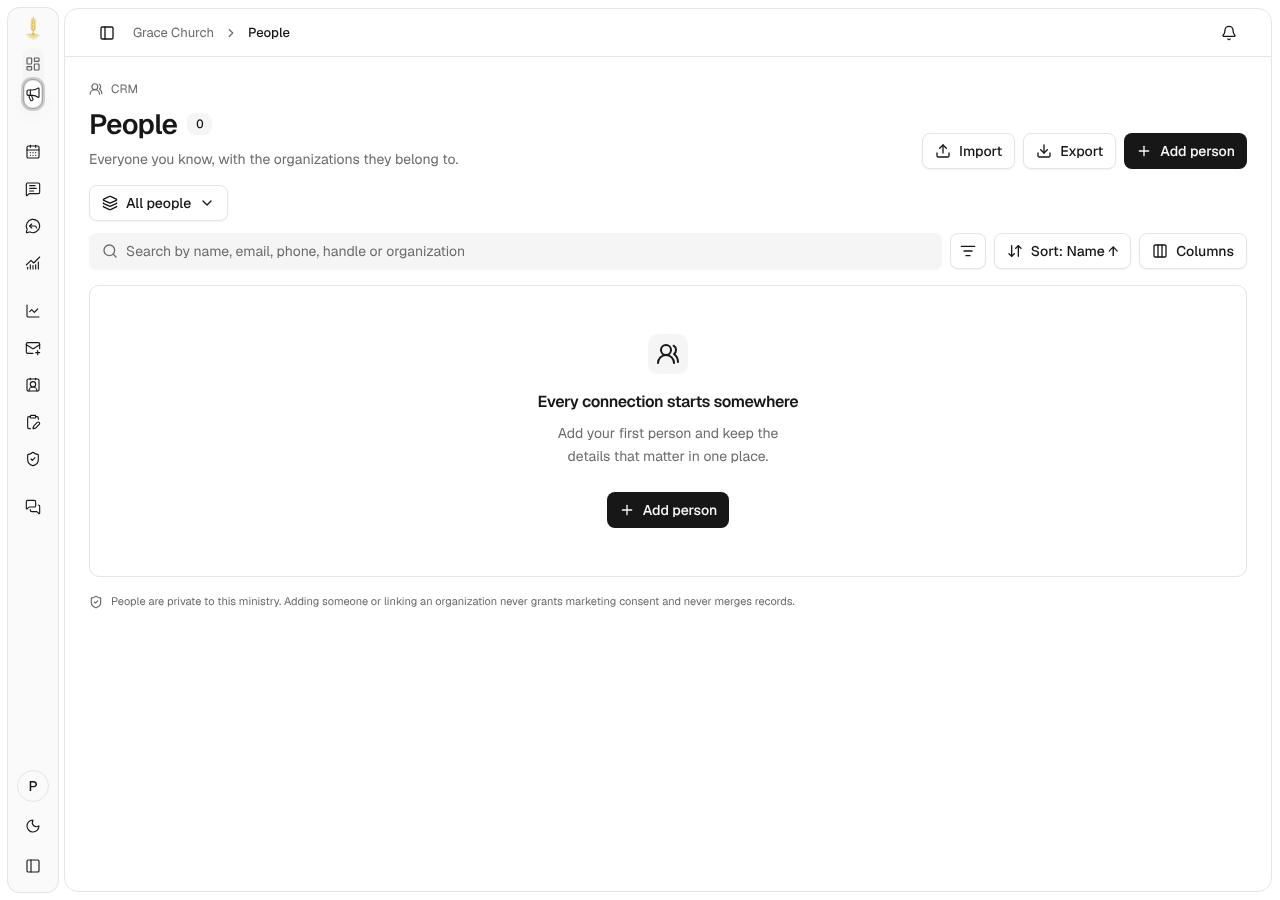 Grace Church
People
CRM
People
0
Everyone you know, with the organizations they belong to.
Import
Export
Add person
All people
Search by name, email, phone, handle or organization
Sort: Name ↑
Columns
Every connection starts somewhere
Add your first person and keep the
details that matter in one place.
Add person
People are private to this ministry. Adding someone or linking an organization never grants marketing consent and never merges records.
P